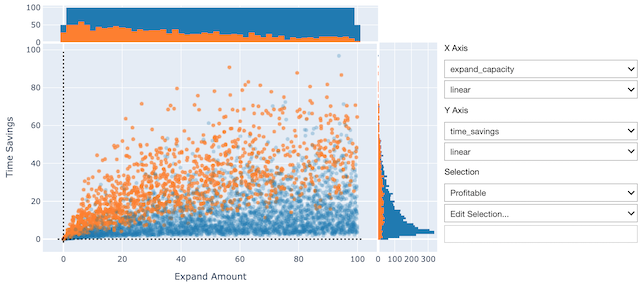 100
50
0
100
80
60
40
20
0
Time Savings
0 20 40 60 80 100
0 100 200 300
Expand Amount
X Axis
expand_capacity
linear
Y Axis
time_savings
linear
Selection
Profitable
Edit Selection...